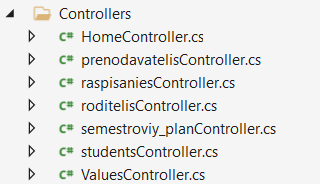 Controllers
C# HomeController.cs
C# prenodavatelisController.cs
C# raspisaniesController.cs
C# roditelisController.cs
C# semestroviy_planController.cs
C# studentsController.cs
C# ValuesController.cs